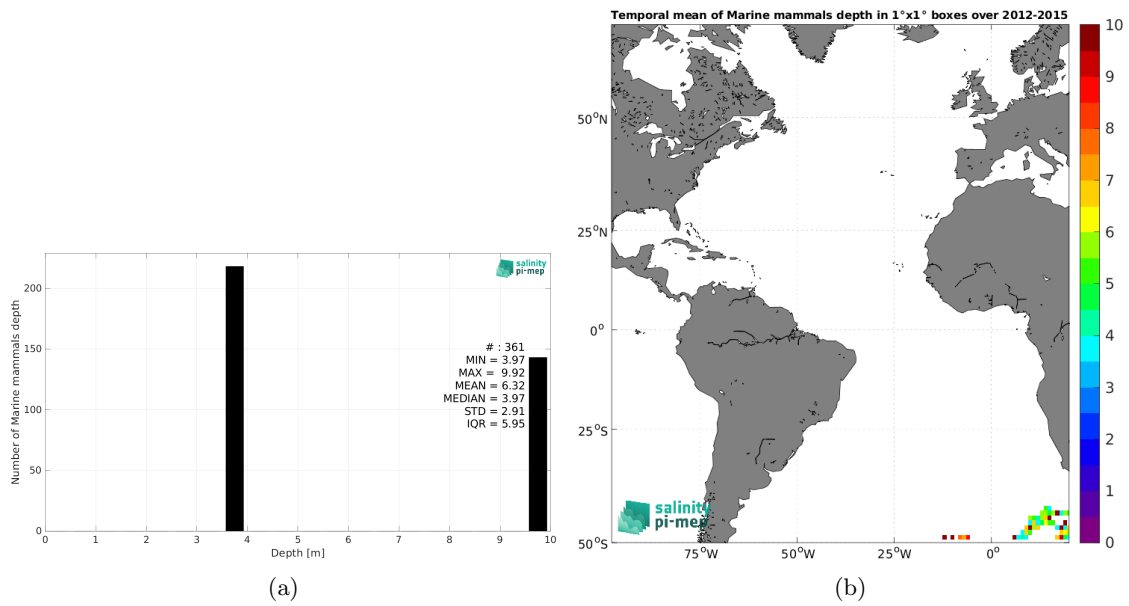 Number of Marine mammals depth
200
150
100
50
0
0 1 2 3 4 5 6 7 8 9 10
Depth [m]
salinity
pi-mep
# : 361
MIN = 3.97
MAX = 9.92
MEAN = 6.32
MEDIAN = 3.97
STD = 2.91
IQR = 5.95
(a)
Temporal mean of Marine mammals depth in 1°x1° boxes over 2012-2015
50°N
25°N
0°
25°S
50°S
75°W 50°W 25°W 0°
salinity
pi-mep
10
9
8
7
6
5
4
3
2
1
0
(b)